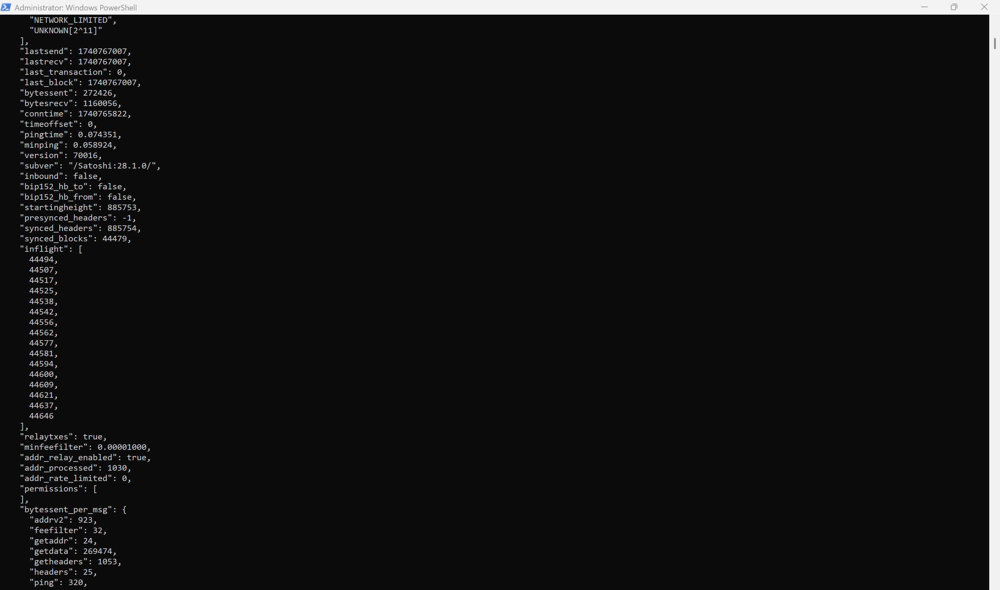 Administrator: Windows PowerShell
"NETWORK_LIMITED",
"UNKNOWN[2^11]"
],
"lastsend": 1740767007,
"lastrecv": 1740767007,
"last_transaction": 0,
"last_block": 1740767007,
"bytessent": 272426,
"bytesrecv": 1160056,
"conntime": 1740765822,
"timeoffset": 0,
"pingtime": 0.074351,
"minping": 0.058924,
"version": 70016,
"subver": "/Satoshi:28.1.0/",
"inbound": false,
"bip152_hb_to": false,
"bip152_hb_from": false,
"startingheight": 885753,
"presynced_headers": -1,
"synced_headers": 885754,
"synced_blocks": 44479,
"inflight": [
44494,
44507,
44517,
44525,
44538,
44542,
44556,
44562,
44577,
44581,
44594,
44600,
44609,
44621,
44637,
44646
],
"relaytxes": true,
"minfeefilter": 0.00001000,
"addr_relay_enabled": true,
"addr_processed": 1030,
"addr_rate_limited": 0,
"permissions": [
],
"bytessent_per_msg": {
"addrv2": 923,
"feefilter": 32,
"getaddr": 24,
"getdata": 269474,
"getheaders": 1053,
"headers": 25,
"ping": 320,